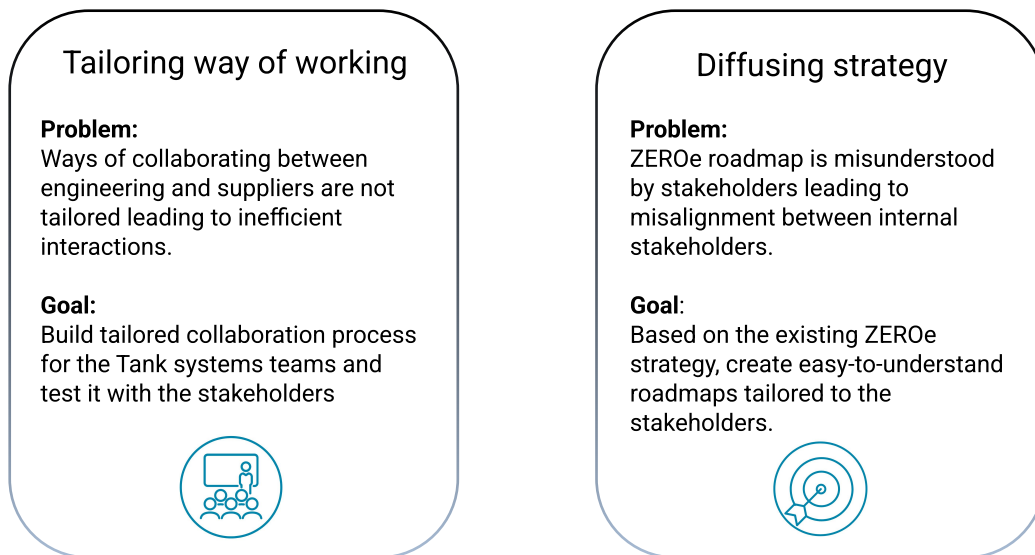 Tailoring way of working
Problem:
Ways of collaborating between
engineering and suppliers are not
tailored leading to inefficient
interactions.
Goal:
Build tailored collaboration process
for the Tank systems teams and
test it with the stakeholders
Diffusing strategy
Problem:
ZEROe roadmap is misunderstood
by stakeholders leading to
misalignment between internal
stakeholders.
Goal:
Based on the existing ZEROe
strategy, create easy-to-understand
roadmaps tailored to the
stakeholders.